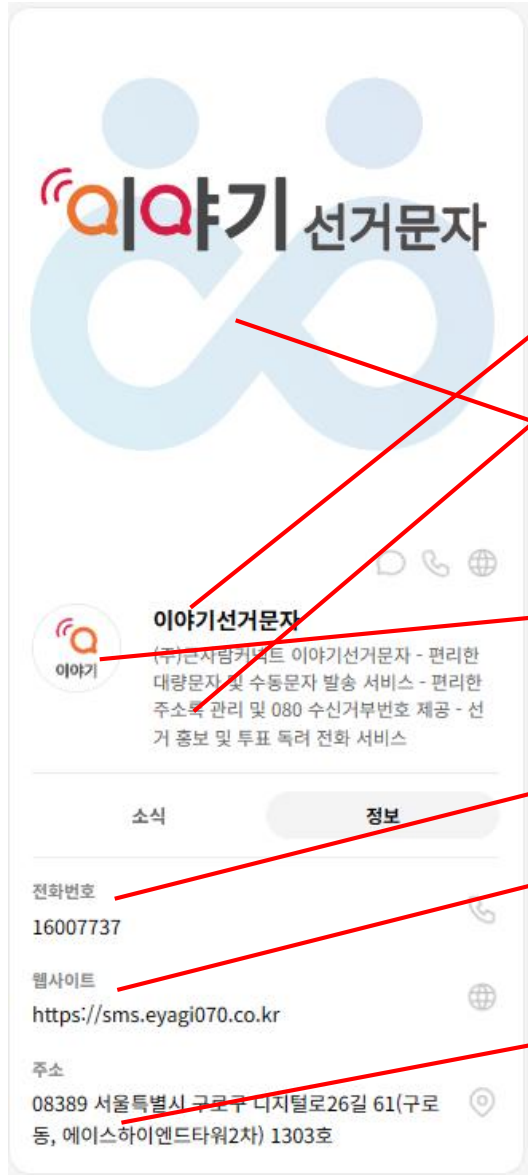 이야기 선거문자
이야기선거문자
이야기
(주)큰사람커넥트 이야기선거문자 - 편리한
대량문자 및 수동문자 발송 서비스 - 편리한
주소록 관리 및 080 수신거부번호 제공 - 선
거 홍보 및 투표 독려 전화 서비스
소식
정보
전화번호
16007737
웹사이트
https://sms.eyagi070.co.kr
주소
08389 서울특별시 구로구 디지털로26길 61(구로
동, 에이스하이엔드타워2차) 1303호